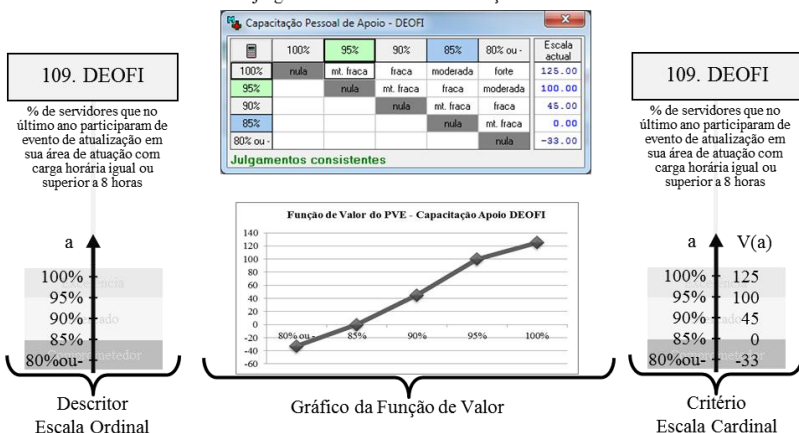 Capacitação Pessoal de Apoio - DEOFI
100% 95% 90% 85% 80% ou - Escala actual
100% nula mt. fraca fraca moderada forte 125.00
95% nula mt. fraca fraca moderada 100.00
90% nula mt. fraca fraca 45.00
85% nula mt. fraca 0.00
80% ou - nula -33.00
Julgamentos consistentes
109. DEOFI
% de servidores que no
último ano participaram de
evento de atualização em
sua área de atuação com
carga horária igual ou
superior a 8 horas
a
100%
95%
90%
85%
80%ou-
Descritor
Escala Ordinal
Função de Valor do PVE - Capacitação Apoio DEOFI
140
120
100
80
60
40
20
0
-20
-40
-60
80% ou - 85% 90% 95% 100%
Gráfico da Função de Valor
109. DEOFI
% de servidores que no
último ano participaram de
evento de atualização em
sua área de atuação com
carga horária igual ou
superior a 8 horas
a V(a)
100% 125
95% 100
90% 45
85% 0
80%ou- -33
Critério
Escala Cardinal